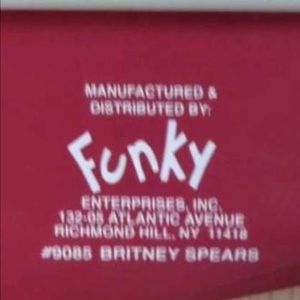 MANUFACTURED &
DISTRIBUTED BY:
Funky
ENTERPRISES, INC.
132-05 ATLANTIC AVENUE
RICHMOND HILL, NY 11418
#9085 BRITNEY SPEARS